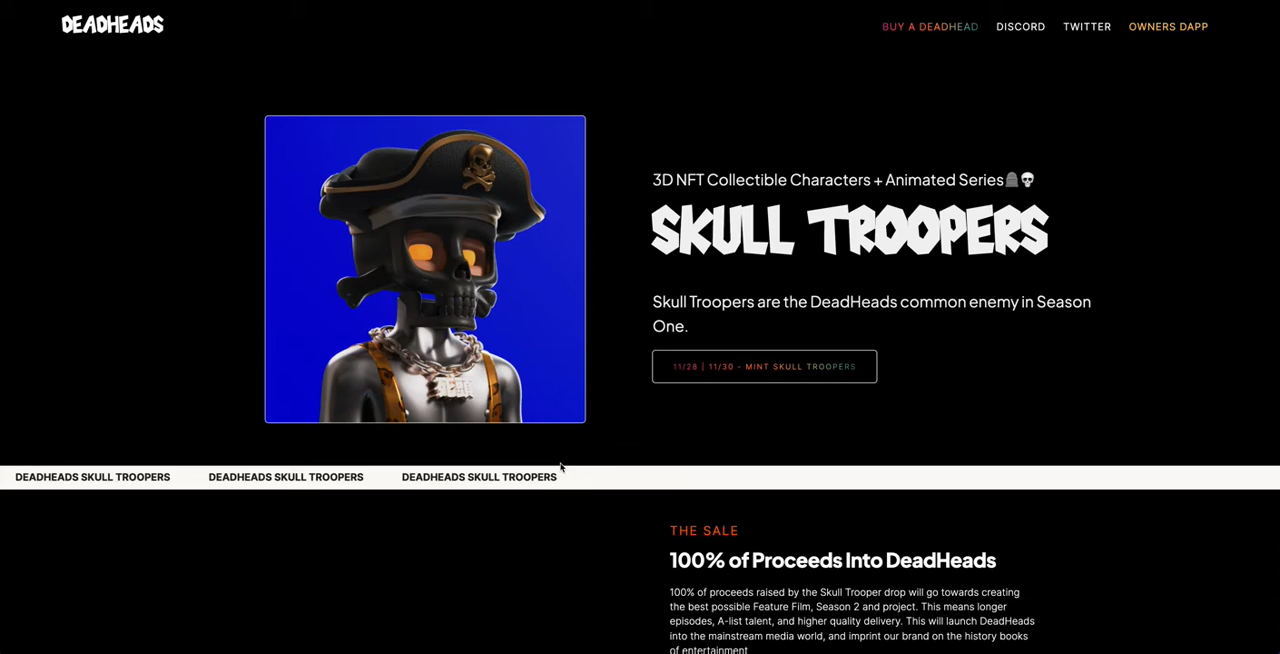 DEADHEADS
BUY A DEADHEAD DISCORD TWITTER OWNERS DAPP
3D NFT Collectible Characters + Animated Series🪦💀
SKULL TROOPERS
Skull Troopers are the DeadHeads common enemy in Season
One.
11/28 | 11/30 - MINT SKULL TROOPERS
DEADHEADS SKULL TROOPERS DEADHEADS SKULL TROOPERS DEADHEADS SKULL TROOPERS
THE SALE
100% of Proceeds Into DeadHeads
100% of proceeds raised by the Skull Trooper drop will go towards creating
the best possible Feature Film, Season 2 and project. This means longer
episodes, A-list talent, and higher quality delivery. This will launch DeadHeads
into the mainstream media world, and imprint our brand on the history books
of entertainment